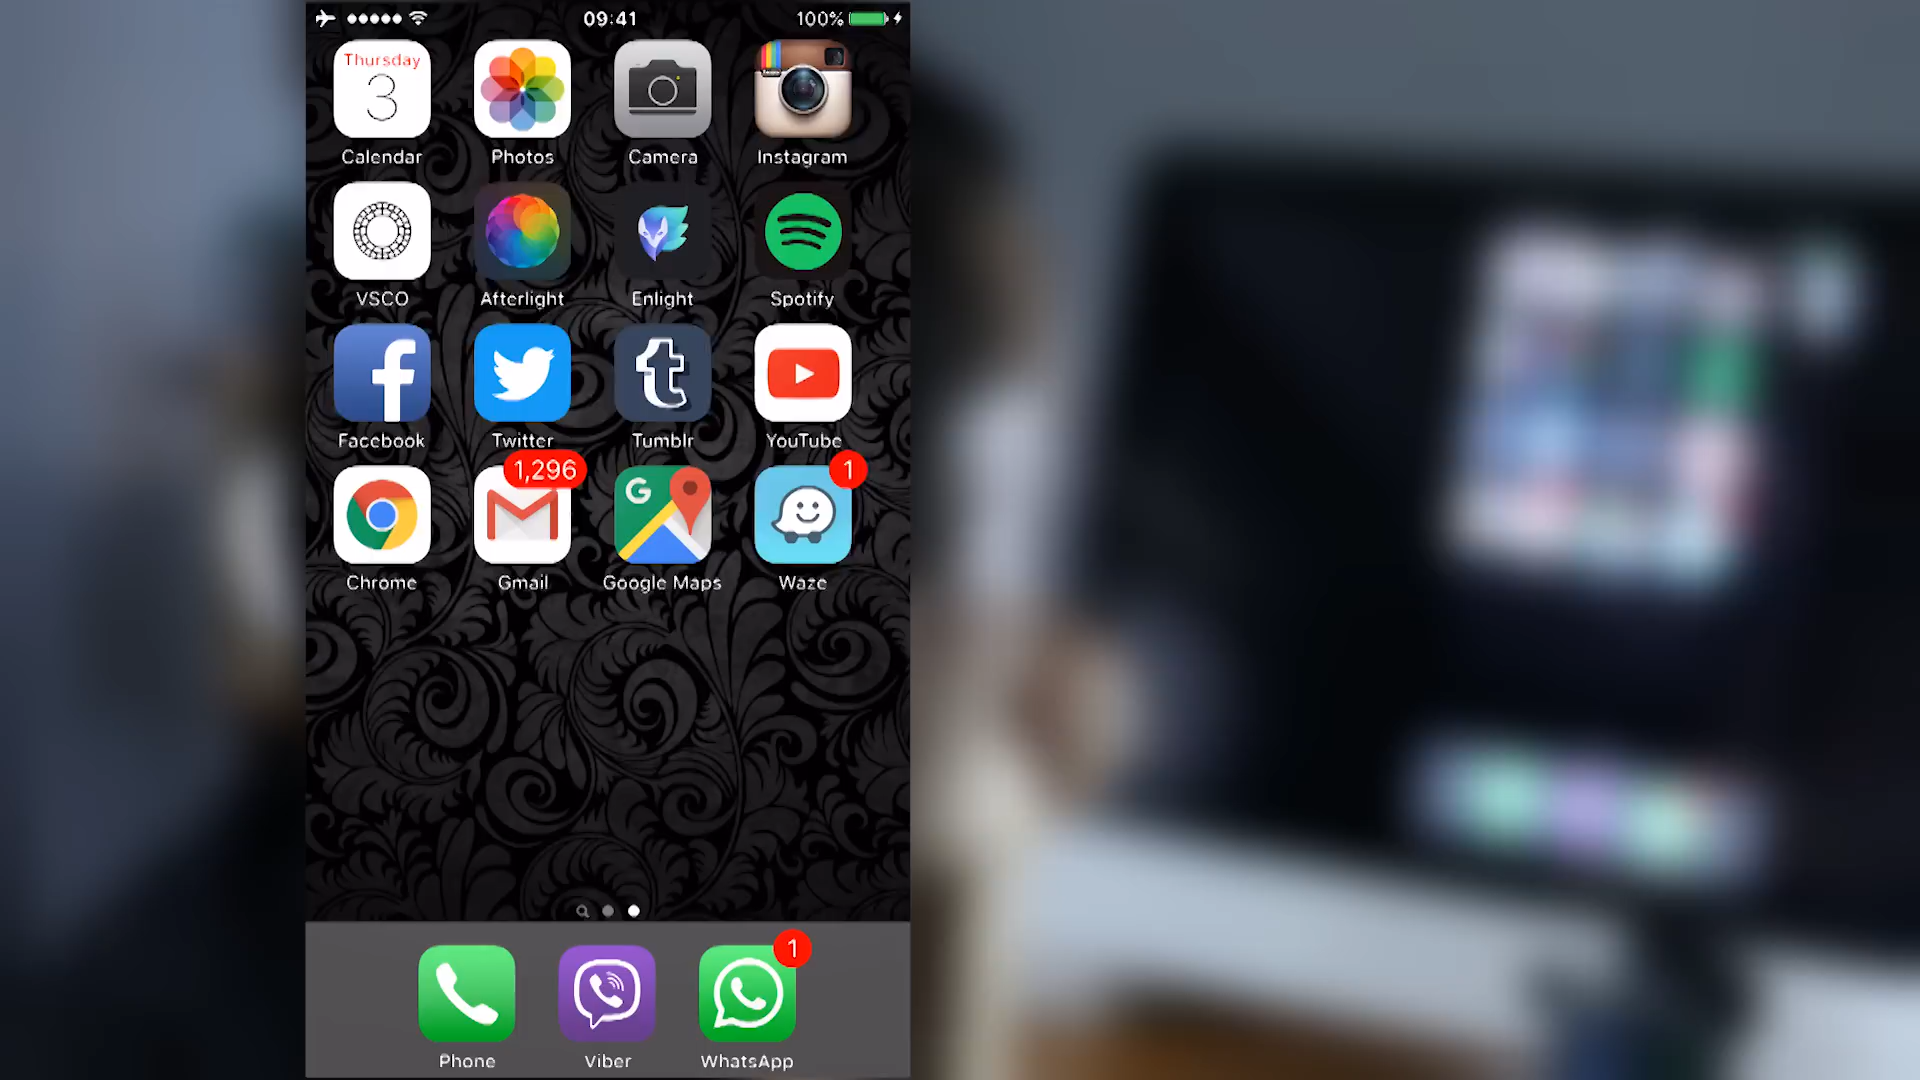 09:41
100%
Thursday
3
Calendar
Photos
Camera
Instagram
VSCO
Afterlight
Enlight
Spotify
Facebook
Twitter
Tumblr
YouTube
1,296
1
G
Chrome
Gmail
Google Maps
Waze
1
Phone
Viber
WhatsApp